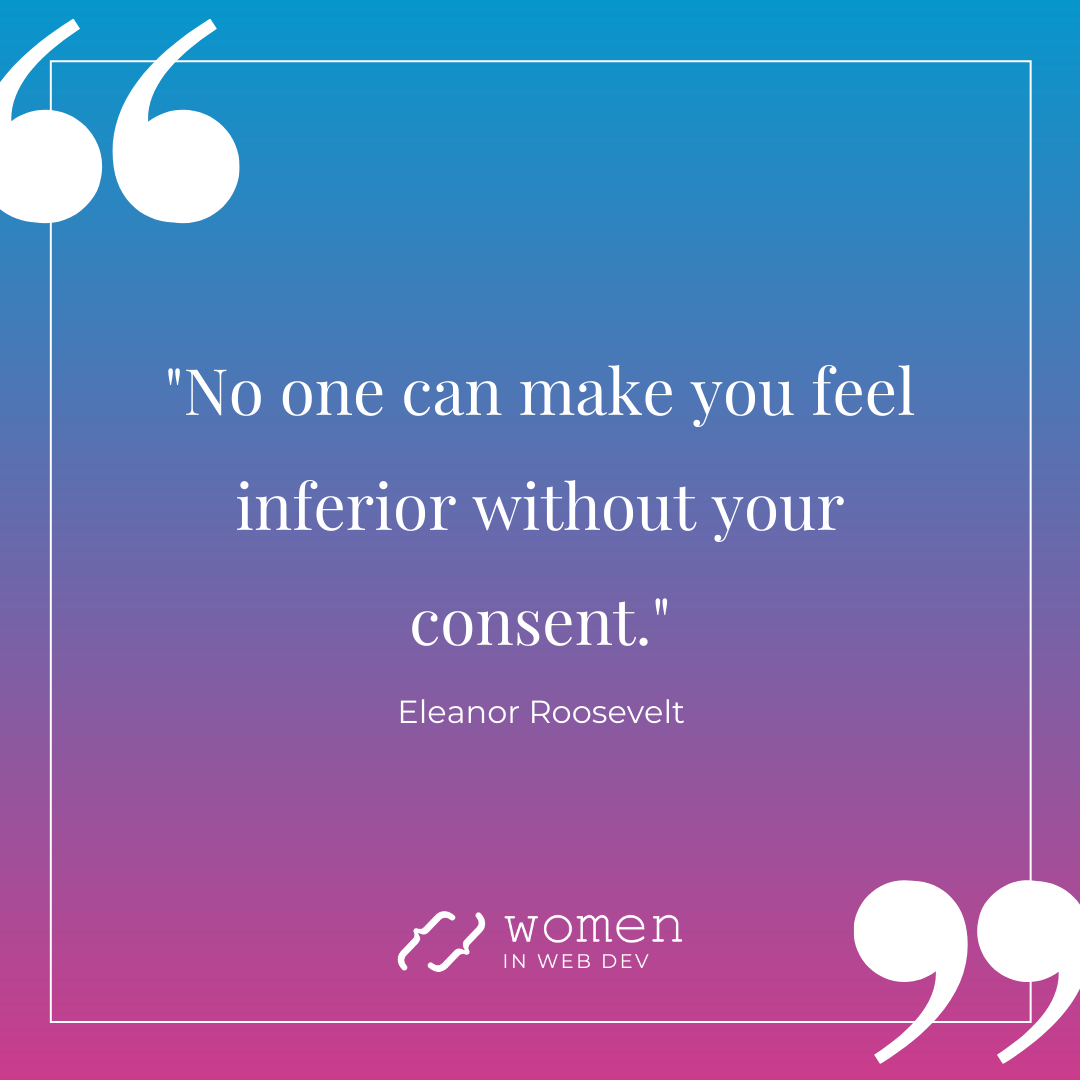 "No one can make you feel
inferior without your
consent."
Eleanor Roosevelt
women
IN WEB DEV